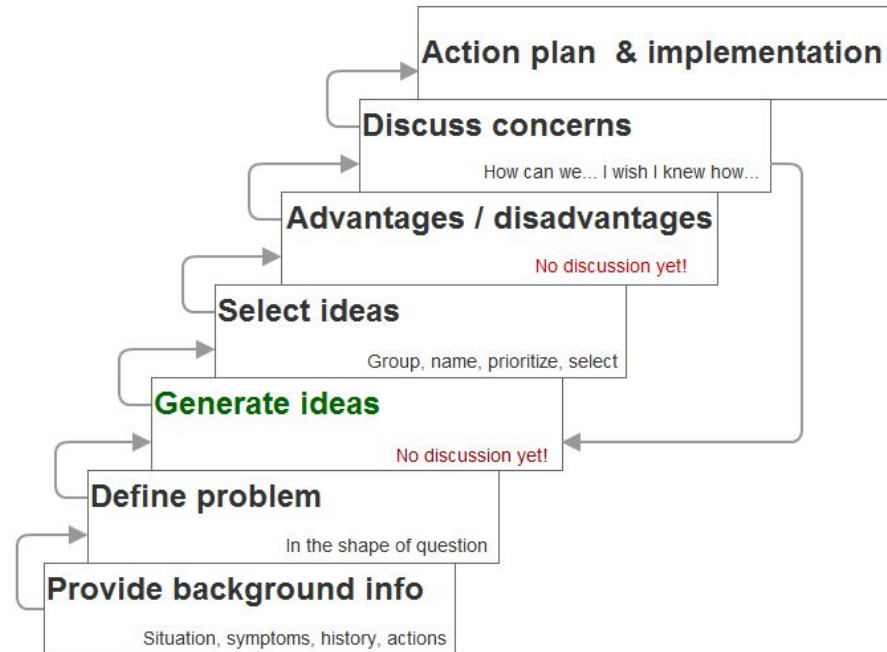 Action plan & implementation
Discuss concerns
How can we... I wish I knew how...
Advantages / disadvantages
No discussion yet!
Select ideas
Group, name, prioritize, select
Generate ideas
No discussion yet!
Define problem
In the shape of question
Provide background info
Situation, symptoms, history, actions